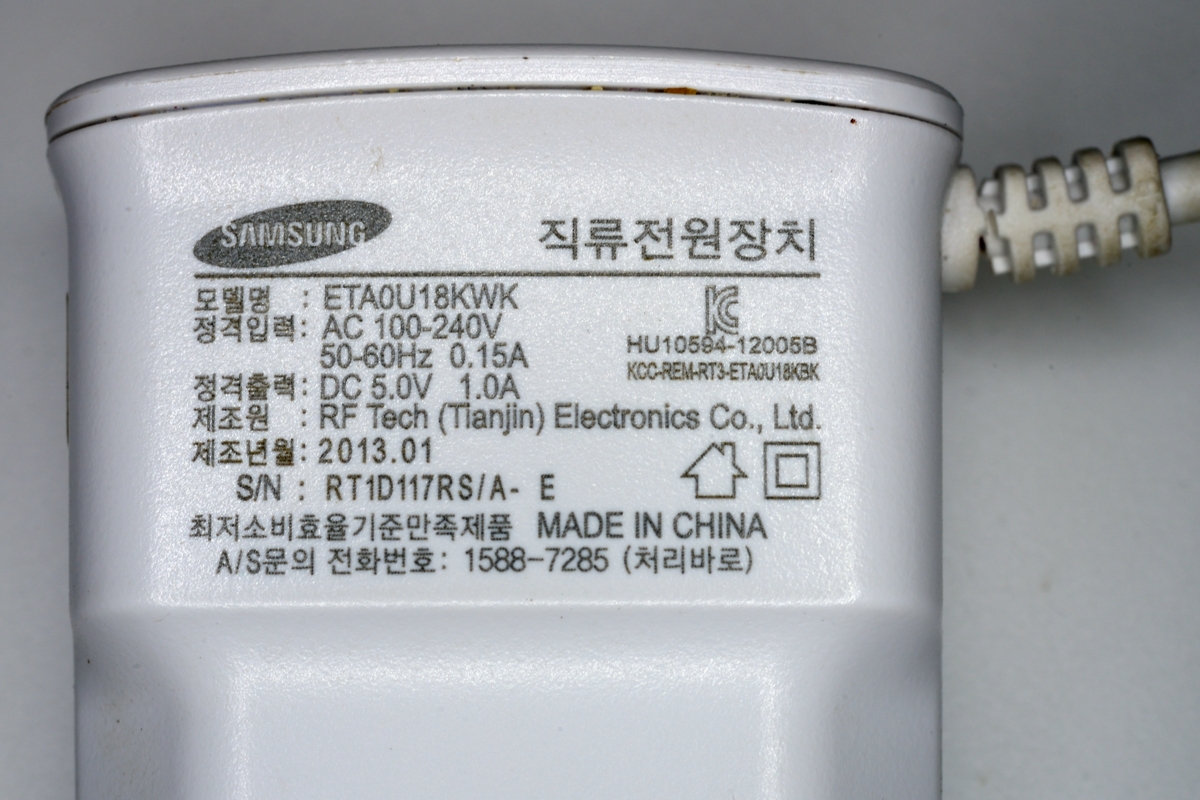 SAMSUNG 직류전원장치
모델명 : ETA0U18KWK
정격입력: AC 100-240V
50-60Hz 0.15A
HU10594-12005B
KCC-REM-RT3-ETA0U18KBK
정격출력: DC 5.0V 1.0A
제조원 : RF Tech (Tianjin) Electronics Co., Ltd.
제조년월: 2013.01
S/N : RT1D117RS/A- E
최저소비효율기준만족제품 MADE IN CHINA
A/S문의 전화번호: 1588-7285 (처리바로)